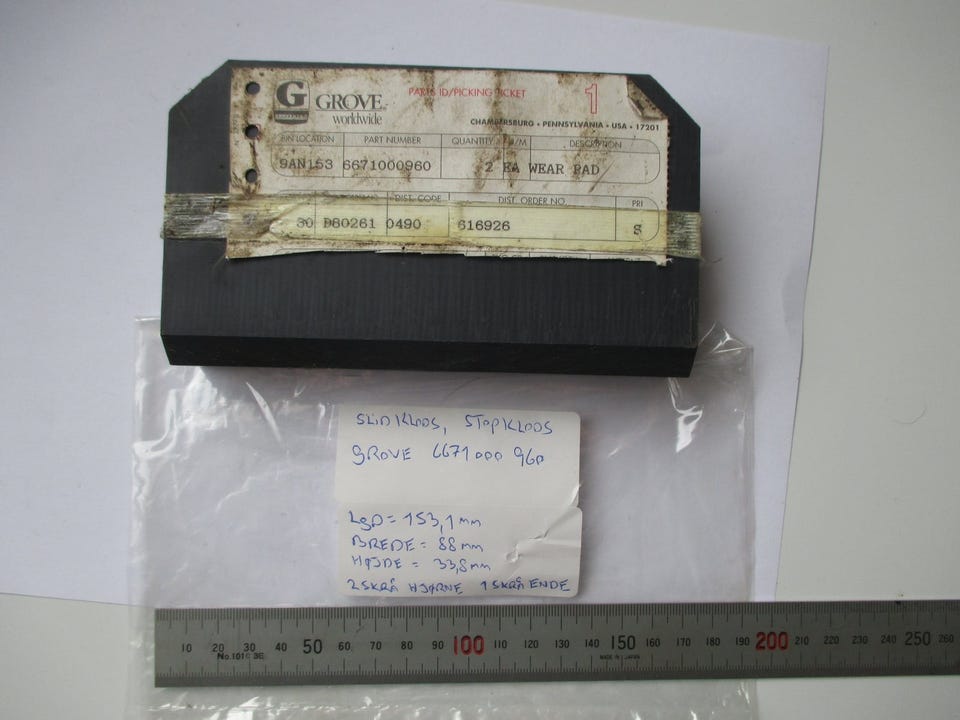 G GROVE worldwide
PARTS ID/PICKING TICKET
1
CHAMBERSBURG • PENNSYLVANIA • USA • 17201
BIN LOCATION PART NUMBER QUANTITY DESCRIPTION
9AN153 6671000960 2 EA WEAR PAD
DIST. CODE DIST. ORDER NO. PRI
30 D80261 0490 616926 S
SLIDKLODS, STOPKLODS
GROVE 6671000960
LGD = 153,1 mm
BREDE = 88 mm
HØJDE = 33,8 mm
2 SKRÅ HJØRNE 1 SKRÅ ENDE
10 20 30 40 50 60 70 80 90 100 110 120 130 140 150 160 170 180 190 200 210 220 230 240 250 260
MADE IN JAPAN